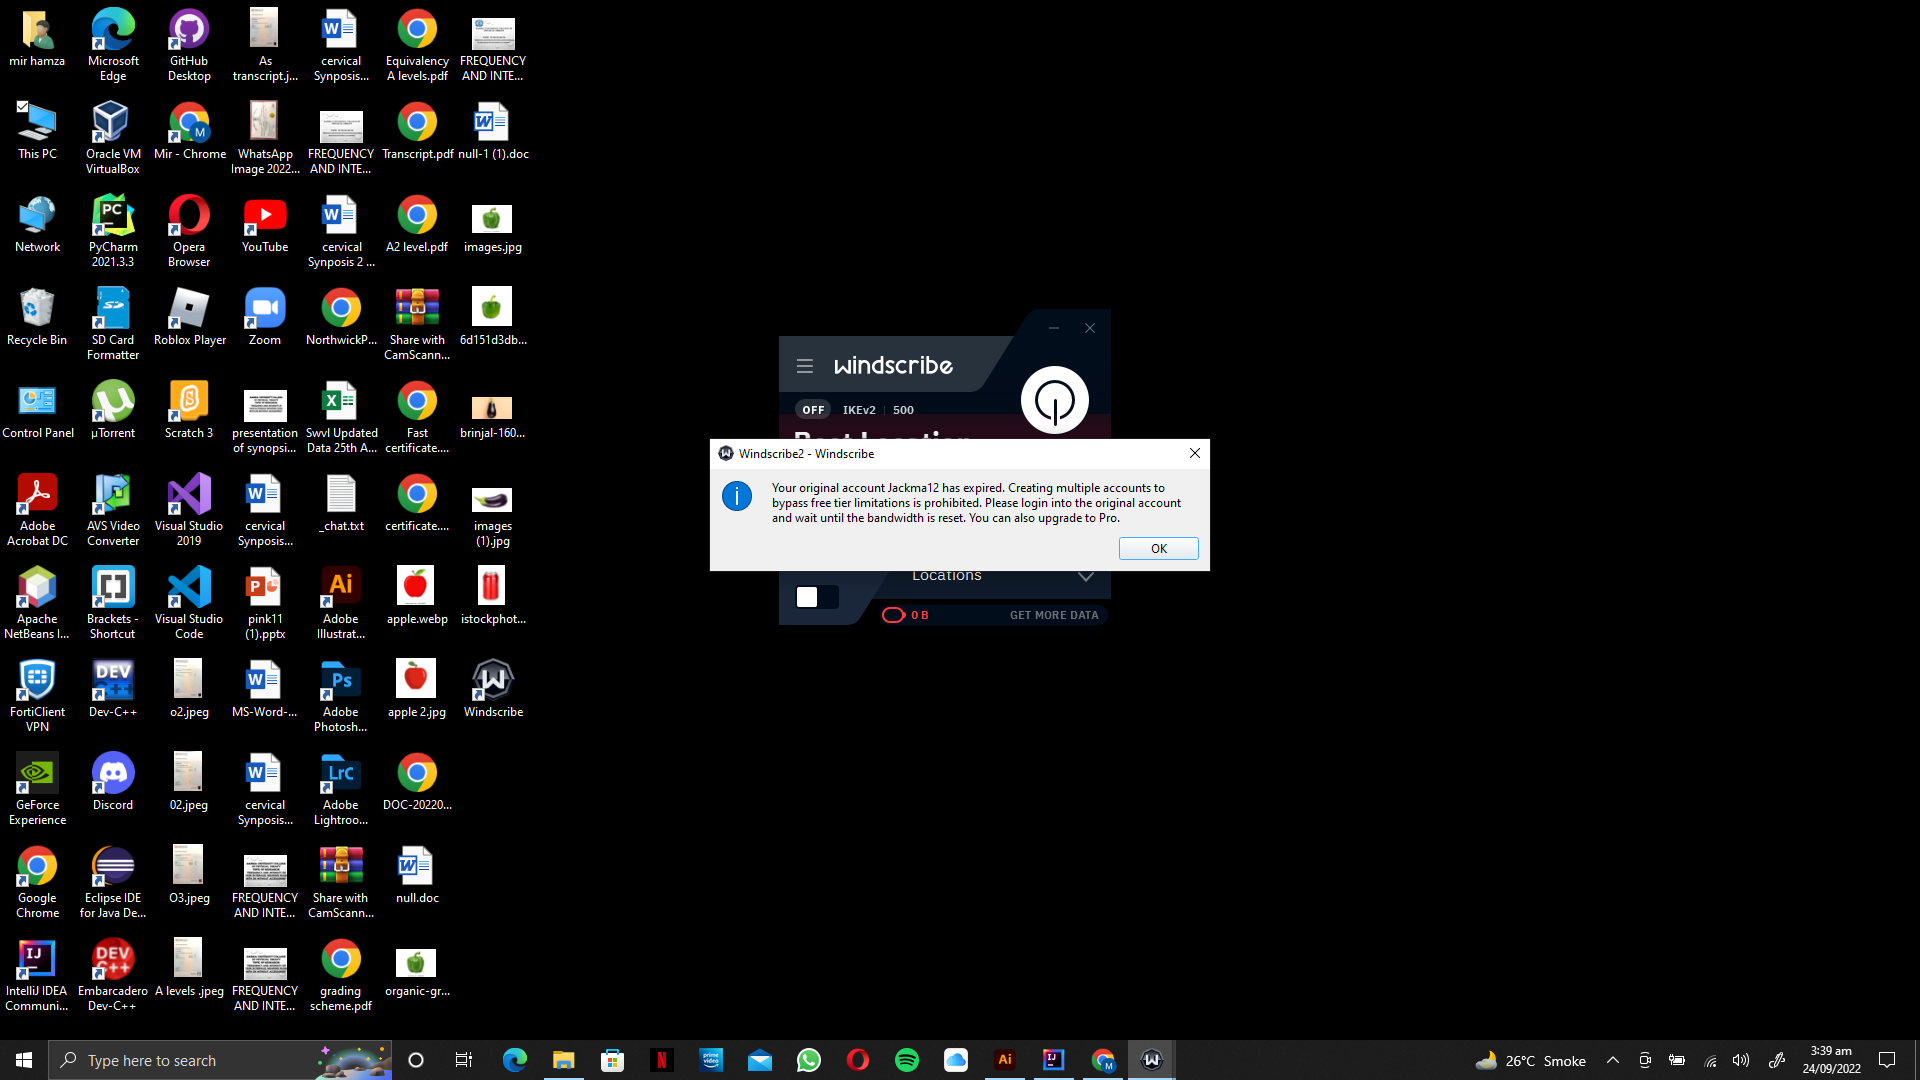 mir hamza
Microsoft
Edge
GitHub
Desktop
As
transcript.j...
cervical
Synposis...
Equivalency
A levels.pdf
FREQUENCY
AND INTE...
This PC
Oracle VM
VirtualBox
Mir - Chrome
WhatsApp
Image 2022...
FREQUENCY
AND INTE...
Transcript.pdf
null-1 (1).doc
Network
PyCharm
2021.3.3
Opera
Browser
YouTube
cervical
Synposis 2 ...
A2 level.pdf
images.jpg
Recycle Bin
SD Card
Formatter
Roblox Player
Zoom
NorthwickP...
Share with
CamScann...
6d151d3db...
Control Panel
µTorrent
Scratch 3
presentation
of synopsi...
Swvl Updated
Data 25th A...
Fast
certificate....
brinjal-160...
Adobe
Acrobat DC
AVS Video
Converter
Visual Studio
2019
cervical
Synposis...
_chat.txt
certificate....
images
(1).jpg
Apache
NetBeans I...
Brackets -
Shortcut
Visual Studio
Code
pink11
(1).pptx
Adobe
Illustrat...
apple.webp
istockphot...
FortiClient
VPN
Dev-C++
o2.jpeg
MS-Word-...
Adobe
Photosh...
apple 2.jpg
Windscribe
GeForce
Experience
Discord
02.jpeg
cervical
Synposis...
Adobe
Lightroo...
DOC-20220...
Google
Chrome
Eclipse IDE
for Java De...
O3.jpeg
FREQUENCY
AND INTE...
Share with
CamScann...
null.doc
IntelliJ IDEA
Communi...
Embarcadero
Dev-C++
A levels .jpeg
FREQUENCY
AND INTE...
grading
scheme.pdf
organic-gr...
windscribe
OFF IKEv2 500
Best Location
Windscribe2 - Windscribe
Your original account Jackma12 has expired. Creating multiple accounts to
bypass free tier limitations is prohibited. Please login into the original account
and wait until the bandwidth is reset. You can also upgrade to Pro.
OK
Locations
0 B GET MORE DATA
Type here to search
26°C Smoke
3:39 am
24/09/2022